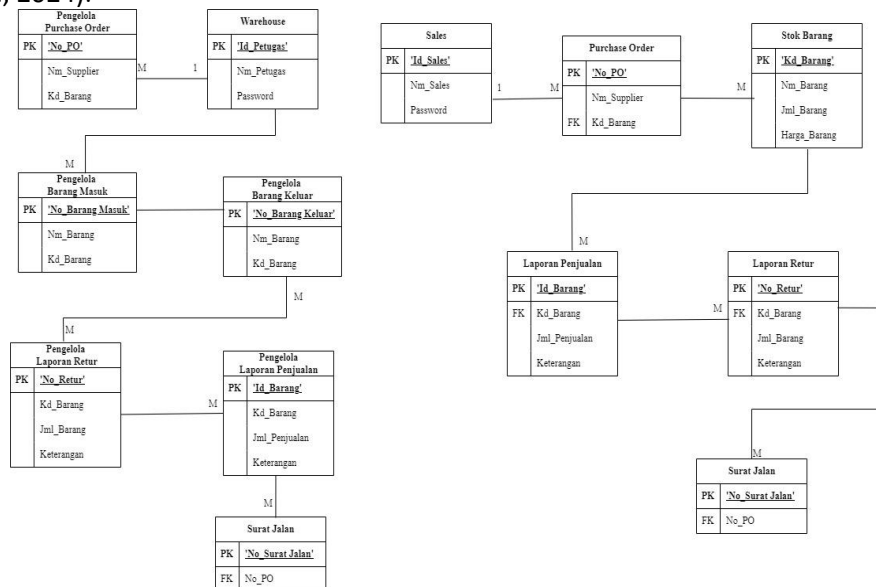 2024).
Pengelola
Purchase Order
PK 'No_PO'
Nm_Supplier
Kd_Barang
M 1
Warehouse
PK 'Id_Petugas'
Nm_Petugas
Password
M
Pengelola
Barang Masuk
PK 'No_Barang Masuk'
Nm_Barang
Kd_Barang
Pengelola
Barang Keluar
PK 'No_Barang Keluar'
Nm_Barang
Kd_Barang
M
M
Pengelola
Laporan Retur
PK 'No_Retur'
Kd_Barang
Jml_Barang
Keterangan
M
Pengelola
Laporan Penjualan
PK 'Id_Barang'
Kd_Barang
Jml_Penjualan
Keterangan
M
Surat Jalan
PK 'No_Surat Jalan'
FK No_PO
Sales
PK 'Id_Sales'
Nm_Sales
Password
1 M
Purchase Order
PK 'No_PO'
Nm_Supplier
FK Kd_Barang
M
Stok Barang
PK 'Kd_Barang'
Nm_Barang
Jml_Barang
Harga_Barang
M
Laporan Penjualan
PK 'Id_Barang'
FK Kd_Barang
Jml_Penjualan
Keterangan
M
Laporan Retur
PK 'No_Retur'
FK Kd_Barang
Jml_Barang
Keterangan
M
Surat Jalan
PK 'No_Surat Jalan'
FK No_PO